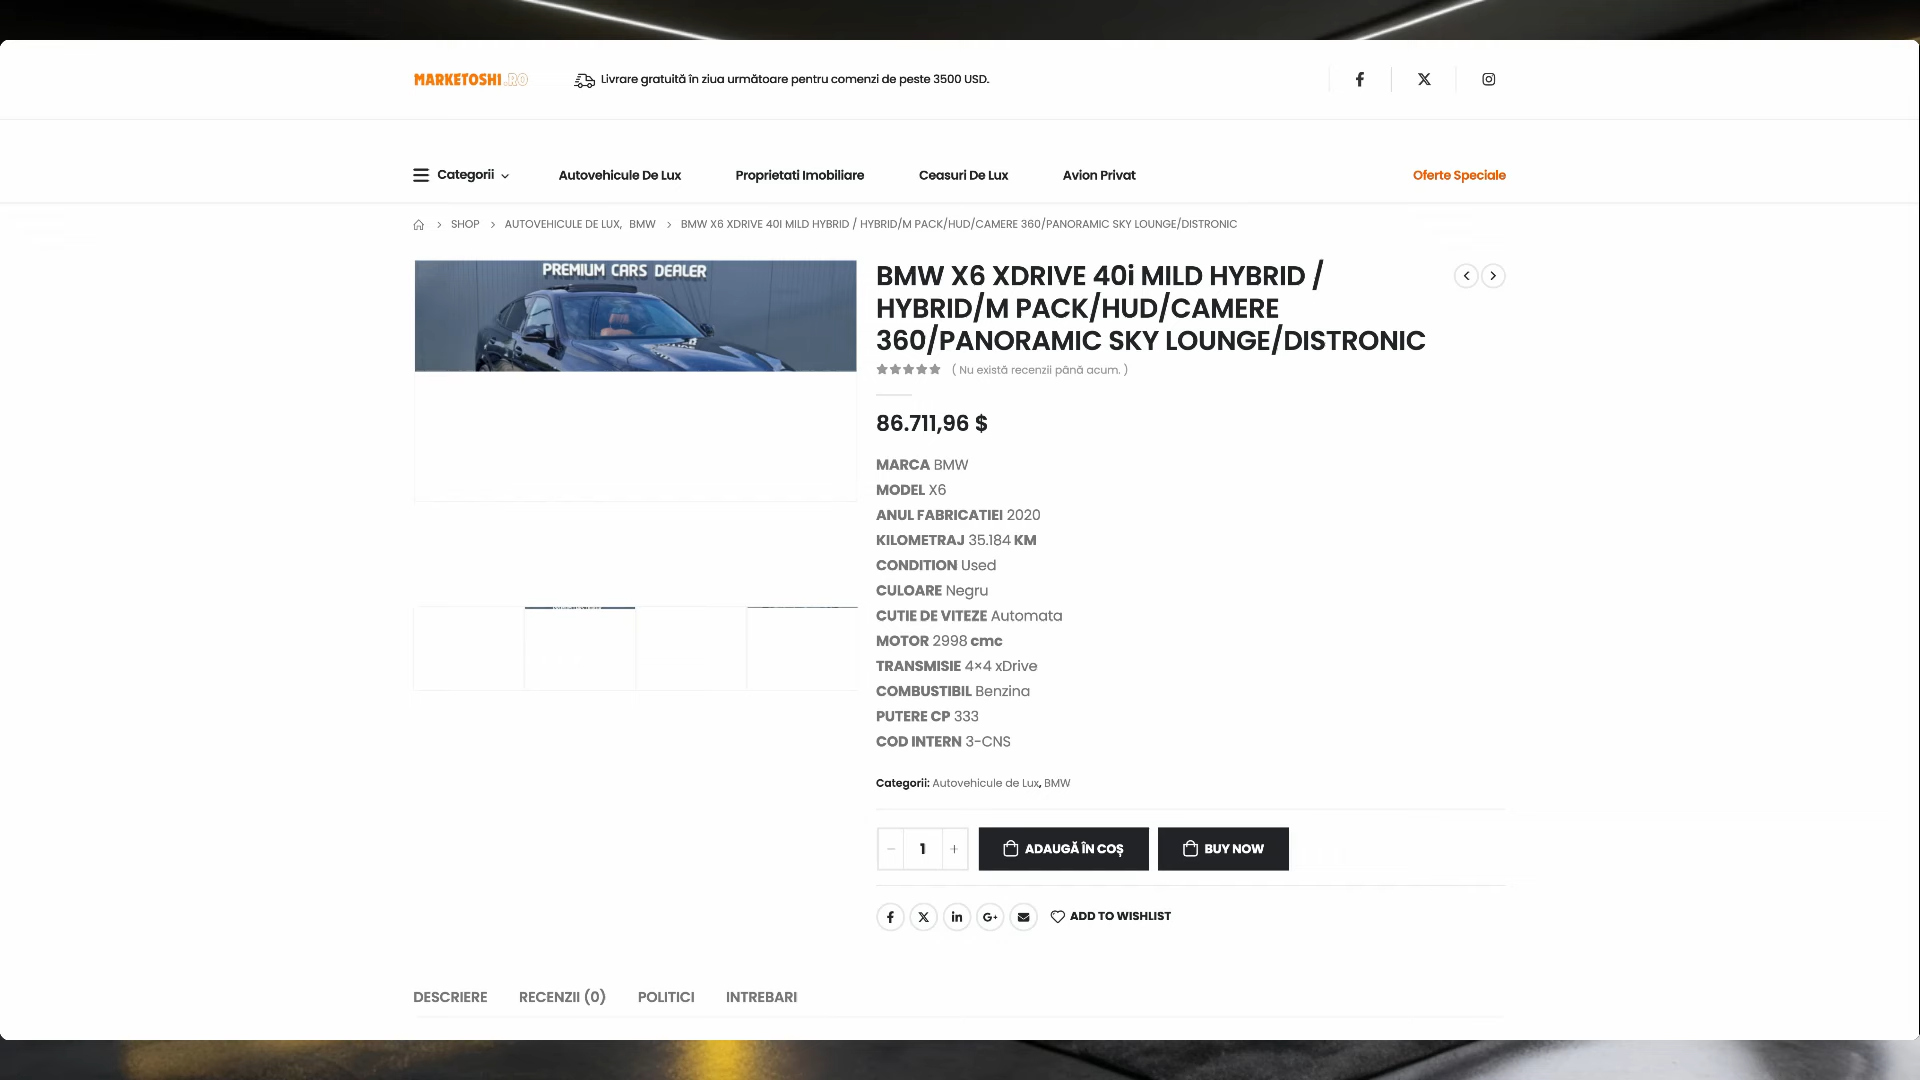 MARKETOSHI.RO
Livrare gratuită în ziua următoare pentru comenzi de peste 3500 USD.
Categorii
Autovehicule De Lux
Proprietati Imobiliare
Ceasuri De Lux
Avion Privat
Oferte Speciale
SHOP > AUTOVEHICULE DE LUX, BMW > BMW X6 XDRIVE 40I MILD HYBRID / HYBRID/M PACK/HUD/CAMERE 360/PANORAMIC SKY LOUNGE/DISTRONIC
PREMIUM CARS DEALER
BMW X6 XDRIVE 40i MILD HYBRID /
HYBRID/M PACK/HUD/CAMERE
360/PANORAMIC SKY LOUNGE/DISTRONIC
( Nu există recenzii până acum. )
86.711,96 $
MARCA BMW
MODEL X6
ANUL FABRICATIEI 2020
KILOMETRAJ 35.184 KM
CONDITION Used
CULOARE Negru
CUTIE DE VITEZE Automata
MOTOR 2998 cmc
TRANSMISIE 4×4 xDrive
COMBUSTIBIL Benzina
PUTERE CP 333
COD INTERN 3-CNS
Categorii: Autovehicule de Lux, BMW
− 1 +
ADAUGĂ ÎN COȘ
BUY NOW
ADD TO WISHLIST
DESCRIERE
RECENZII (0)
POLITICI
INTREBARI